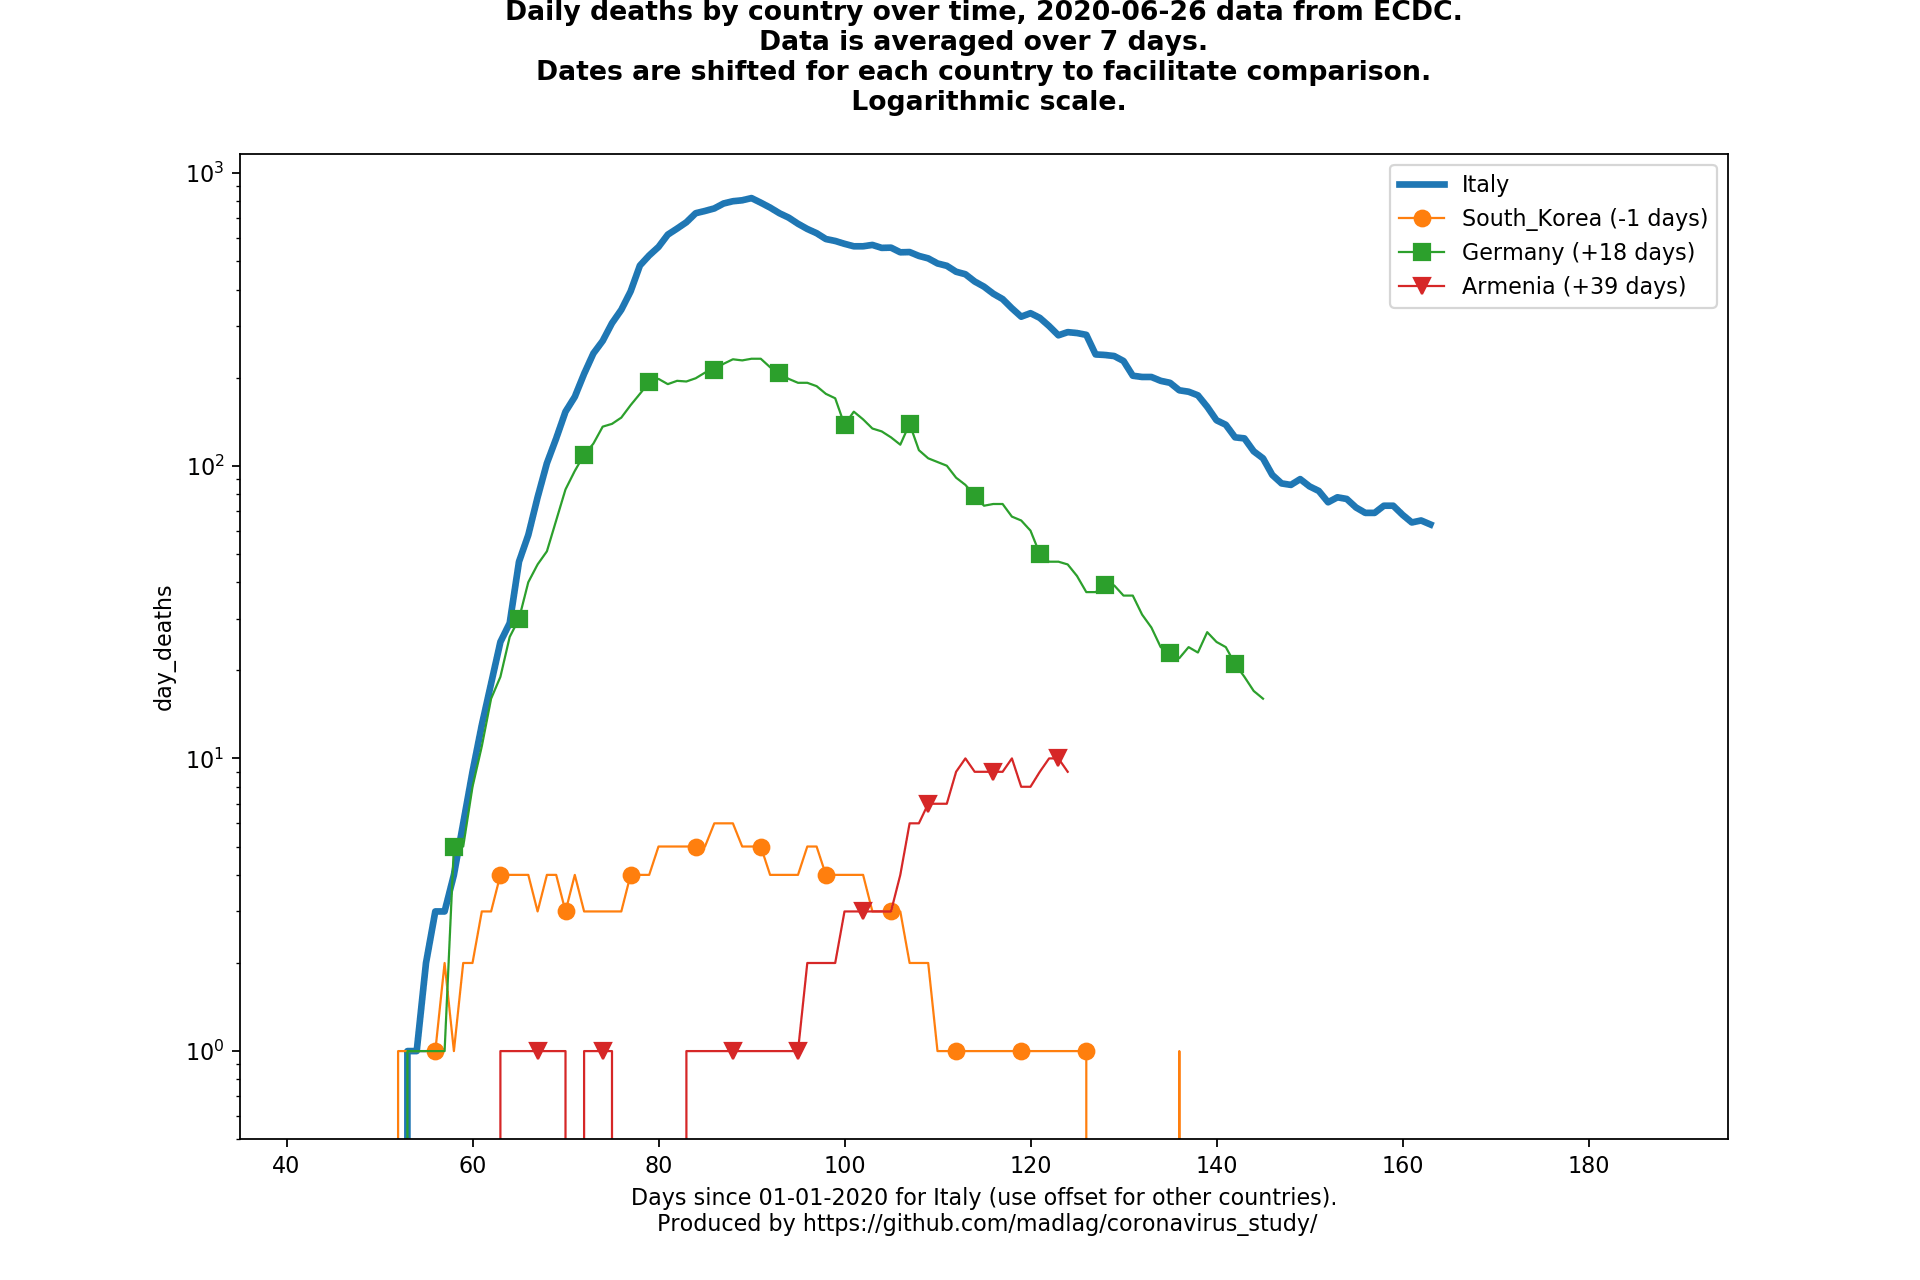 Daily deaths by country over time, 2020-06-26 data from ECDC.
Data is averaged over 7 days.
Dates are shifted for each country to facilitate comparison.
Logarithmic scale.
Italy
South_Korea (-1 days)
Germany (+18 days)
Armenia (+39 days)
10³
10²
10¹
10⁰
day_deaths
40 60 80 100 120 140 160 180
Days since 01-01-2020 for Italy (use offset for other countries).
Produced by https://github.com/madlag/coronavirus_study/